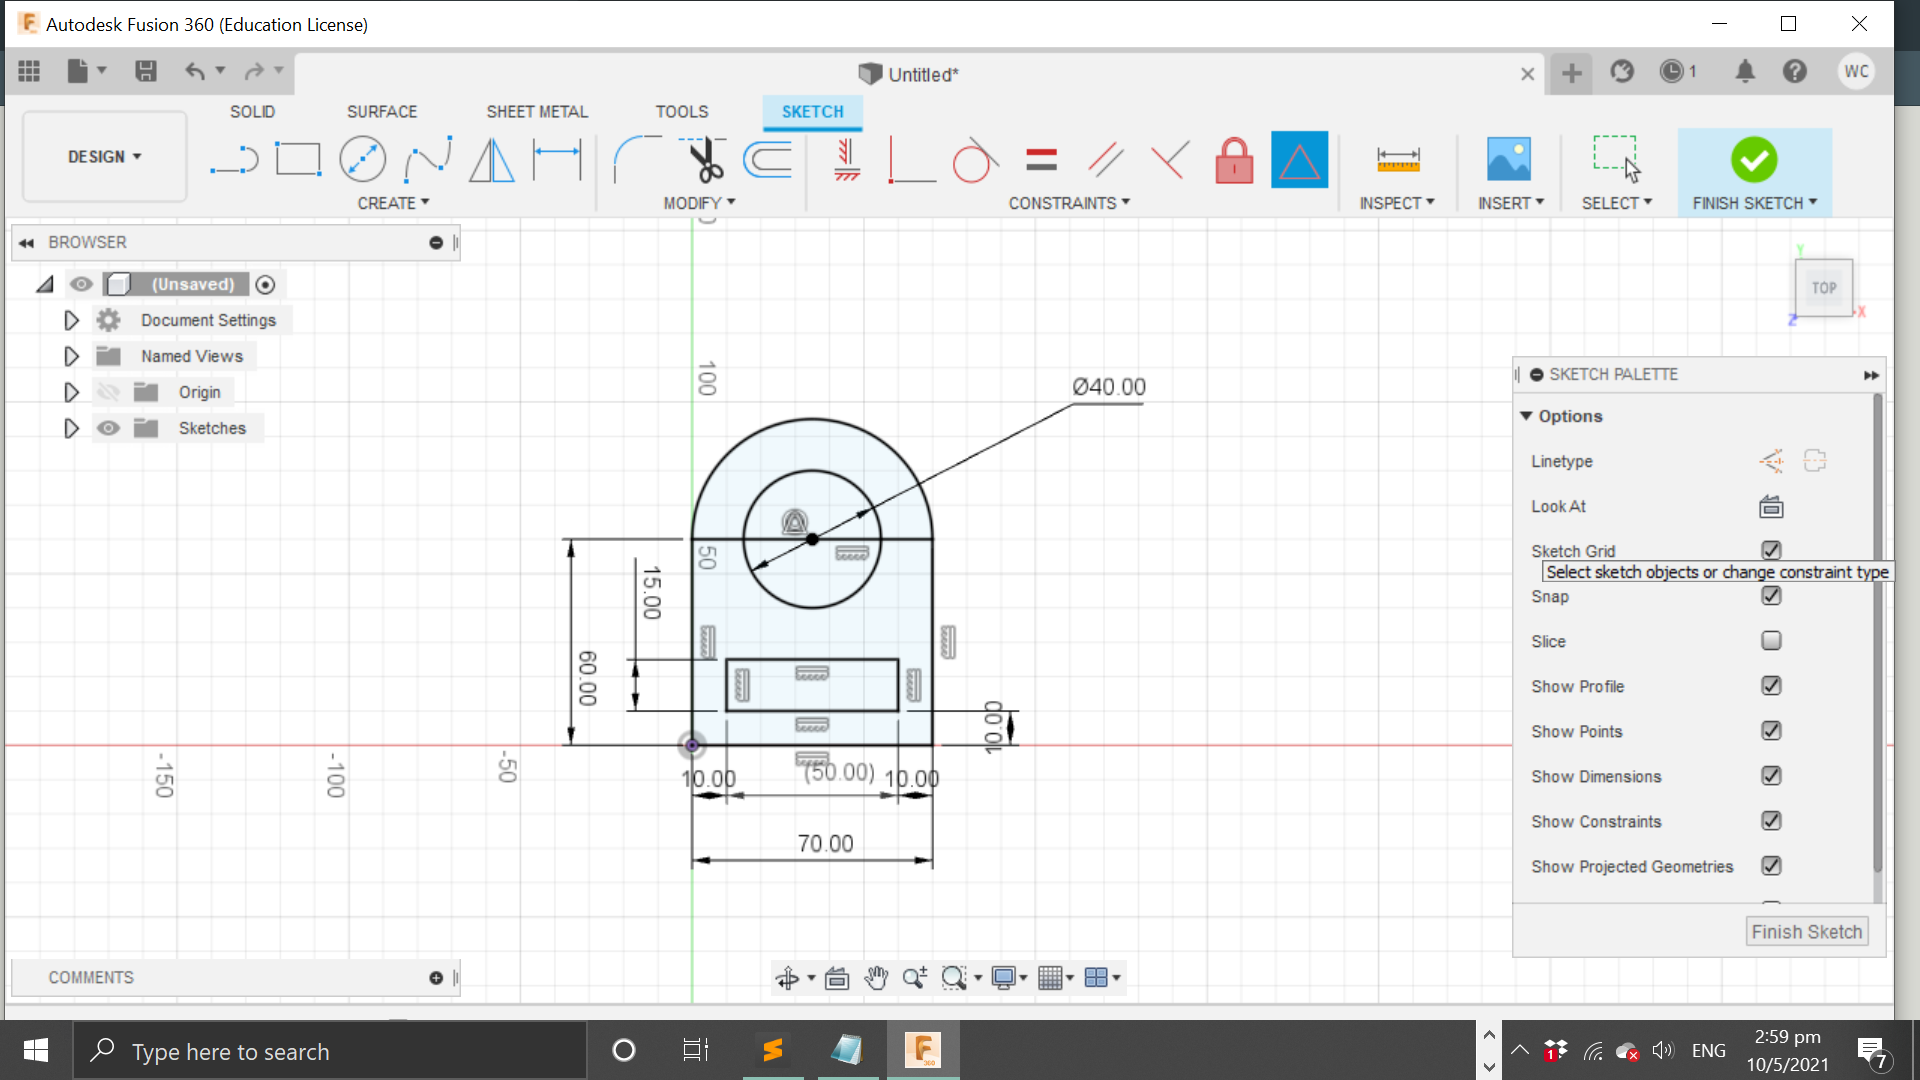 Autodesk Fusion 360 (Education License)
Untitled*
1
WC
DESIGN
SOLID
SURFACE
SHEET METAL
TOOLS
SKETCH
CREATE
MODIFY
CONSTRAINTS
INSPECT
INSERT
SELECT
FINISH SKETCH
BROWSER
(Unsaved)
Document Settings
Named Views
Origin
Sketches
Y
TOP
X
Z
100
50
-50
-100
-150
Ø40.00
15.00
60.00
10.00
10.00
(50.00)
10.00
70.00
SKETCH PALETTE
Options
Linetype
Look At
Sketch Grid
Select sketch objects or change constraint type
Snap
Slice
Show Profile
Show Points
Show Dimensions
Show Constraints
Show Projected Geometries
Finish Sketch
COMMENTS
Type here to search
360
1
ENG
2:59 pm
10/5/2021
7